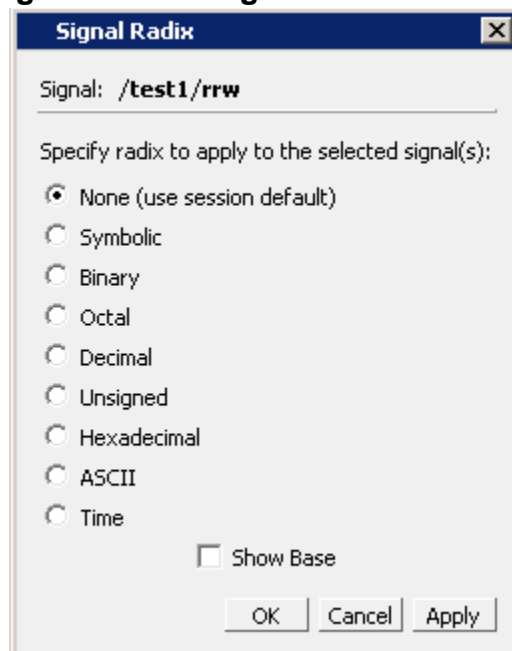 Signal Radix
Signal: /test1/rrw
Specify radix to apply to the selected signal(s):
None (use session default)
Symbolic
Binary
Octal
Decimal
Unsigned
Hexadecimal
ASCII
Time
Show Base
OK Cancel Apply